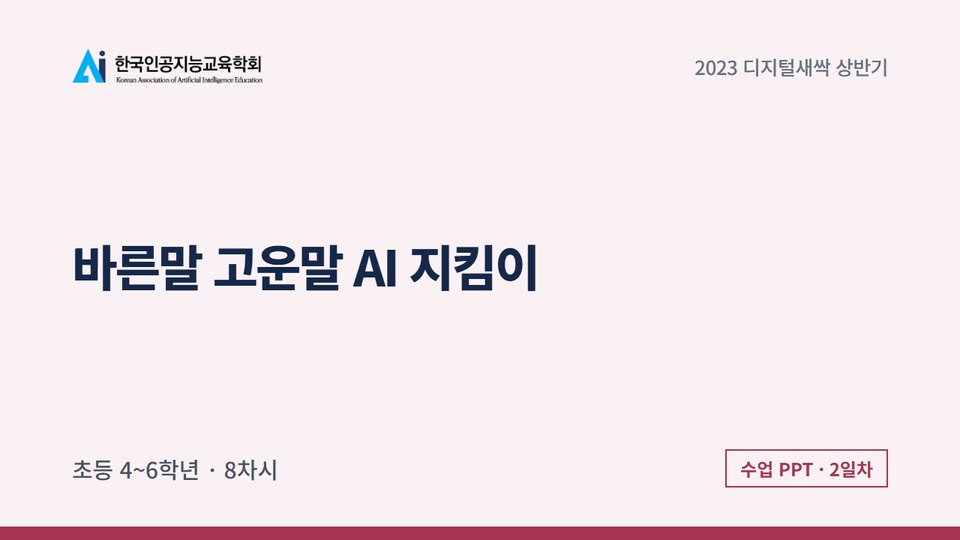 한국인공지능교육학회
Korean Association of Artificial Intelligence Education
2023 디지털새싹 상반기
바른말 고운말 AI 지킴이
초등 4~6학년 · 8차시
수업 PPT · 2일차